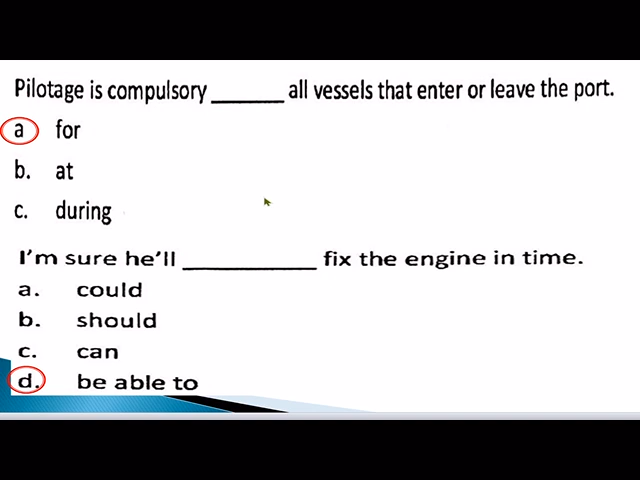 Pilotage is compulsory _______ all vessels that enter or leave the port.
a for
b. at
c. during
I'm sure he'll __________ fix the engine in time.
a. could
b. should
c. can
d. be able to